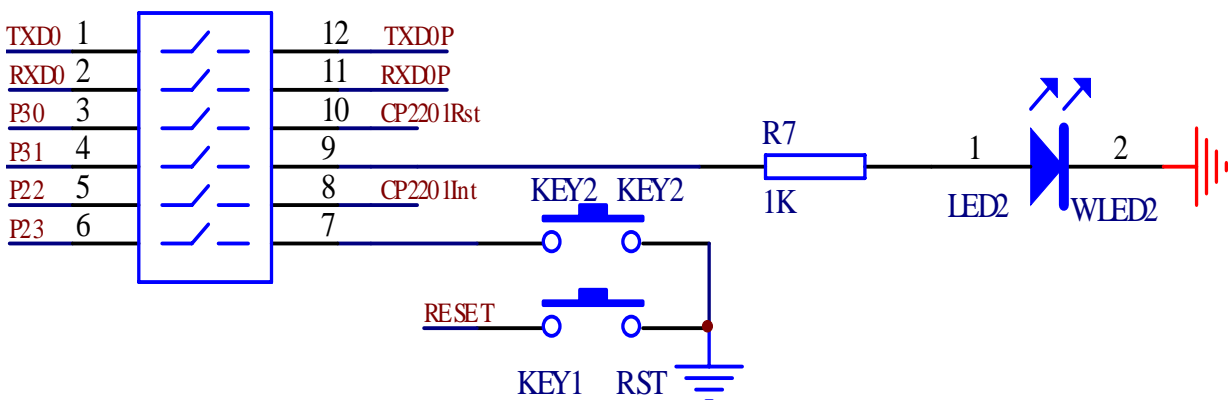 TXD0 1 12 TXD0P
RXD0 2 11 RXD0P
P30 3 10 CP2201Rst
P31 4 9
P22 5 8 CP2201Int
P23 6 7
R7
1K
1 2
LED2 WLED2
KEY2 KEY2
RESET
KEY1 RST